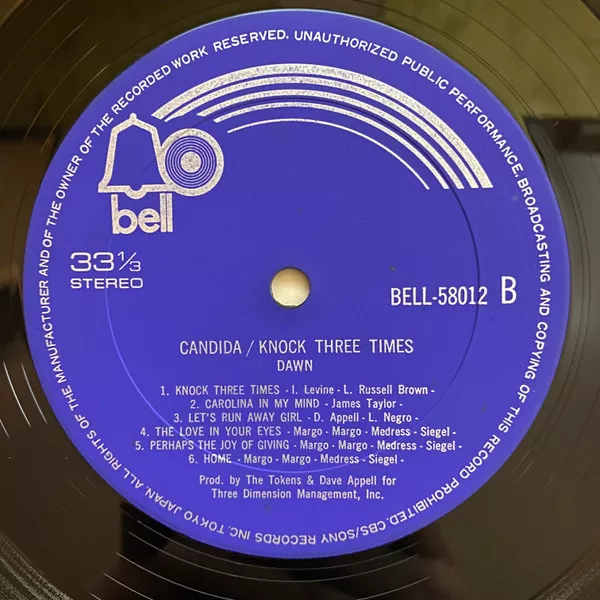 ALL RIGHTS OF THE MANUFACTURER AND OF THE OWNER OF THE RECORDED WORK RESERVED. UNAUTHORIZED PUBLIC PERFORMANCE, BROADCASTING AND COPYING OF THIS RECORD PROHIBITED. CBS/SONY RECORDS INC. TOKYO JAPAN
bell
33 1/3
STEREO
BELL-58012 B
CANDIDA / KNOCK THREE TIMES
DAWN
1. KNOCK THREE TIMES - I. Levine - L. Russell Brown -
2. CAROLINA IN MY MIND - James Taylor -
3. LET'S RUN AWAY GIRL - D. Appell - L. Negro -
4. THE LOVE IN YOUR EYES - Margo - Margo - Medress - Siegel -
5. PERHAPS THE JOY OF GIVING - Margo - Margo - Medress - Siegel -
6. HOME - Margo - Margo - Medress - Siegel -
Prod. by The Tokens & Dave Appell for
Three Dimension Management, Inc.